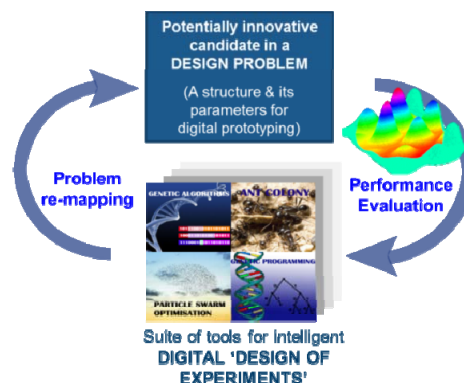 Potentially innovative
candidate in a
DESIGN PROBLEM
(A structure & its
parameters for
digital prototyping)
Problem
re-mapping
Performance
Evaluation
GENETIC ALGORITHMS
ANT COLONY
PARTICLE SWARM
OPTIMISATION
GENETIC PROGRAMMING
Suite of tools for Intelligent
DIGITAL 'DESIGN OF
EXPERIMENTS'